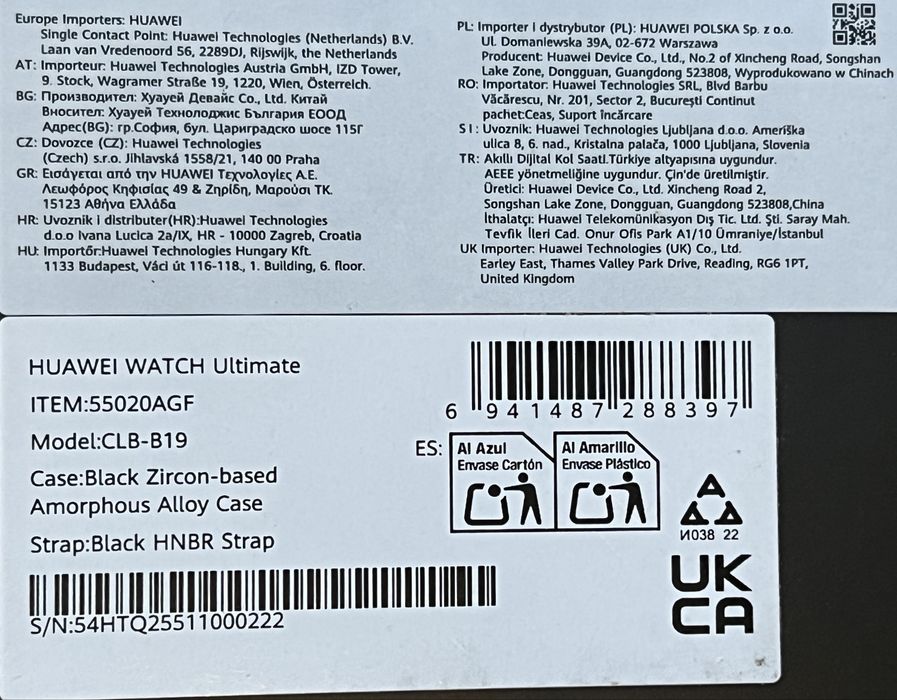 Europe Importers: HUAWEI
Single Contact Point: Huawei Technologies (Netherlands) B.V.
Laan van Vredenoord 56, 2289DJ, Rijswijk, the Netherlands
AT: Importeur: Huawei Technologies Austria GmbH, IZD Tower,
9. Stock, Wagramer Straße 19, 1220, Wien, Österreich.
BG: Производител: Хуауей Девайс Co., Ltd. Китай
Вносител: Хуауей Технолоджис България ЕООД
Адрес(BG): гр.София, бул. Цариградско шосе 115Г
CZ: Dovozce (CZ): Huawei Technologies
(Czech) s.r.o. Jihlavská 1558/21, 140 00 Praha
GR: Εισάγεται από την HUAWEI Τεχνολογίες Α.Ε.
Λεωφόρος Κηφισίας 49 & Ζηρίδη, Μαρούσι ΤΚ.
15123 Αθήνα Ελλάδα
HR: Uvoznik i distributer(HR):Huawei Technologies
d.o.o Ivana Lucica 2a/IX, HR - 10000 Zagreb, Croatia
HU: Importőr:Huawei Technologies Hungary Kft.
1133 Budapest, Váci út 116-118., 1. Building, 6. floor.
PL: Importer i dystrybutor (PL): HUAWEI POLSKA Sp. z o.o.
Ul. Domaniewska 39A, 02-672 Warszawa
Producent: Huawei Device Co., Ltd., No.2 of Xincheng Road, Songshan
Lake Zone, Dongguan, Guangdong 523808, Wyprodukowano w Chinach
RO: Importator: Huawei Technologies SRL, Blvd Barbu
Văcărescu, Nr. 201, Sector 2, Bucureşti Continut
pachet:Ceas, Suport încărcare
SI: Uvoznik: Huawei Technologies Ljubljana d.o.o. Ameriška
ulica 8, 6. nad., Kristalna palača, 1000 Ljubljana, Slovenia
TR: Akıllı Dijital Kol Saati.Türkiye altyapısına uygundur.
AEEE yönetmeliğine uygundur. Çin'de üretilmiştir.
Üretici: Huawei Device Co., Ltd. Xincheng Road 2,
Songshan Lake Zone, Dongguan, Guangdong 523808,China
İthalatçı: Huawei Telekomünikasyon Dış Tic. Ltd. Şti. Saray Mah.
Tevfik İleri Cad. Onur Ofis Park A1/10 Ümraniye/İstanbul
UK Importer: Huawei Technologies (UK) Co., Ltd.
Earley East, Thames Valley Park Drive, Reading, RG6 1PT,
United Kingdom
HUAWEI WATCH Ultimate
ITEM:55020AGF
Model:CLB-B19
Case:Black Zircon-based
Amorphous Alloy Case
Strap:Black HNBR Strap
S/N:54HTQ25511000222
6 941487 288397
ES:
Al Azul
Envase Cartón
Al Amarillo
Envase Plástico
И038 22
UK
CA